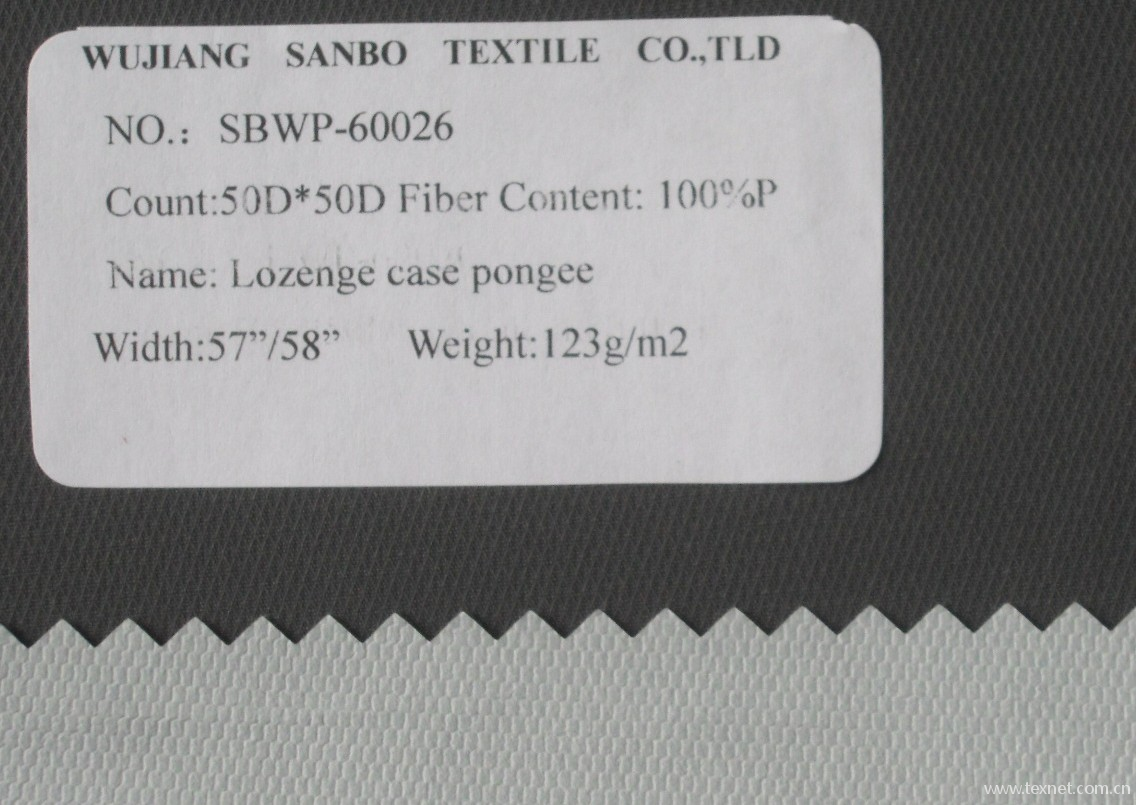 WUJIANG SANBO TEXTILE CO.,TLD
NO.： SBWP-60026
Count:50D*50D Fiber Content: 100%P
Name: Lozenge case pongee
Width:57”/58” Weight:123g/m2
www.texnet.com.cn